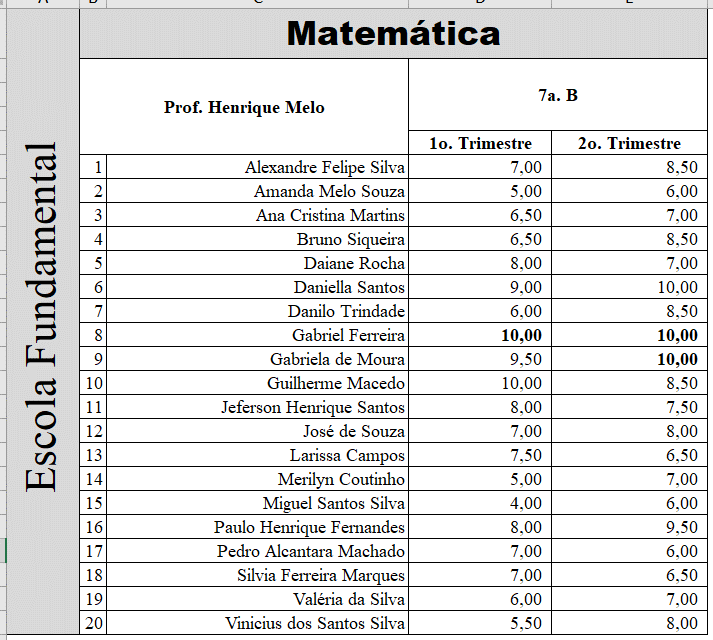 Matemática
Prof. Henrique Melo
7a. B
1o. Trimestre 2o. Trimestre
Escola Fundamental
1 Alexandre Felipe Silva 7,00 8,50
2 Amanda Melo Souza 5,00 6,00
3 Ana Cristina Martins 6,50 7,00
4 Bruno Siqueira 6,50 8,50
5 Daiane Rocha 8,00 7,00
6 Daniella Santos 9,00 10,00
7 Danilo Trindade 6,00 8,50
8 Gabriel Ferreira 10,00 10,00
9 Gabriela de Moura 9,50 10,00
10 Guilherme Macedo 10,00 8,50
11 Jeferson Henrique Santos 8,00 7,50
12 José de Souza 7,00 8,00
13 Larissa Campos 7,50 6,50
14 Merilyn Coutinho 5,00 7,00
15 Miguel Santos Silva 4,00 6,00
16 Paulo Henrique Fernandes 8,00 9,50
17 Pedro Alcantara Machado 7,00 6,00
18 Silvia Ferreira Marques 7,00 6,50
19 Valéria da Silva 6,00 7,00
20 Vinicius dos Santos Silva 5,50 8,00